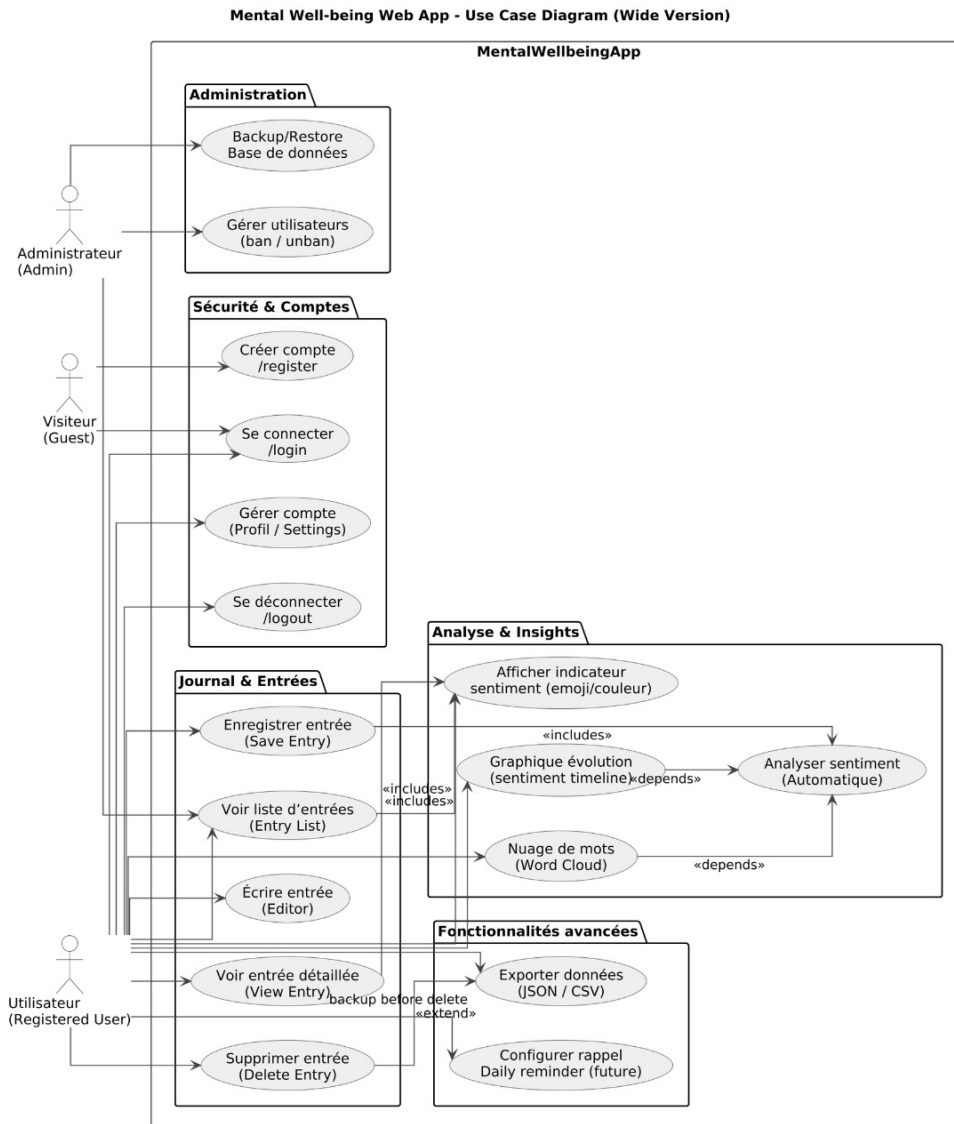 Mental Well-being Web App - Use Case Diagram (Wide Version)
MentalWellbeingApp
Administration
Backup/Restore
Base de données
Gérer utilisateurs
(ban / unban)
Administrateur
(Admin)
Sécurité & Comptes
Créer compte
/register
Visiteur
(Guest)
Se connecter
/login
Gérer compte
(Profil / Settings)
Se déconnecter
/logout
Journal & Entrées
Enregistrer entrée
(Save Entry)
Voir liste d’entrées
(Entry List)
Écrire entrée
(Editor)
Voir entrée détaillée
(View Entry)
Supprimer entrée
(Delete Entry)
Utilisateur
(Registered User)
Analyse & Insights
Afficher indicateur
sentiment (emoji/couleur)
«includes»
Graphique évolution
(sentiment timeline)
«depends»
Analyser sentiment
(Automatique)
«includes»
«includes»
Nuage de mots
(Word Cloud)
«depends»
Fonctionnalités avancées
Exporter données
(JSON / CSV)
backup before delete
«extend»
Configurer rappel
Daily reminder (future)